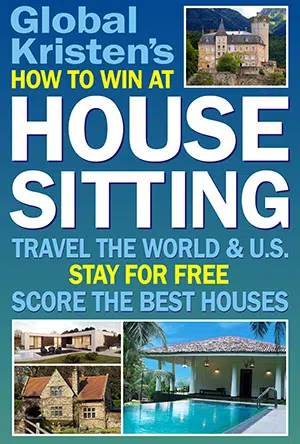 Global
Kristen's
HOW TO WIN AT
HOUSE
SITTING
TRAVEL THE WORLD & U.S.
STAY FOR FREE
SCORE THE BEST HOUSES